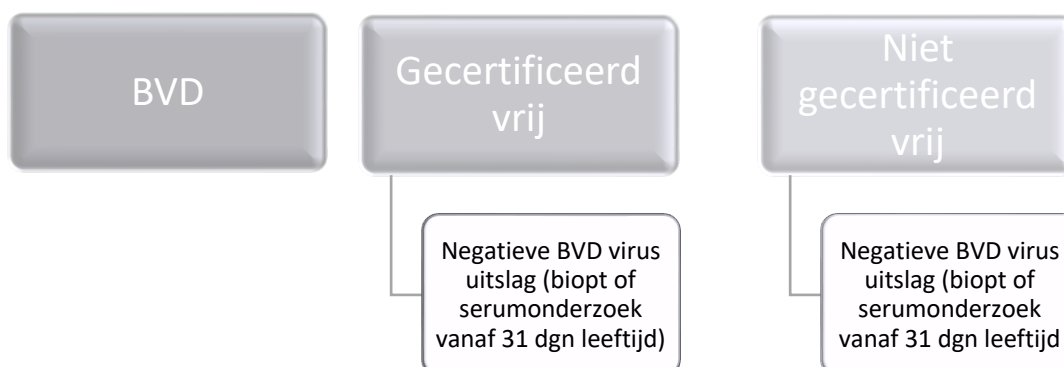 BVD
Gecertificeerd
vrij
Niet
gecertificeerd
vrij
Negatieve BVD virus
uitslag (biopt of
serumonderzoek
vanaf 31 dgn leeftijd)
Negatieve BVD virus
uitslag (biopt of
serumonderzoek
vanaf 31 dgn leeftijd